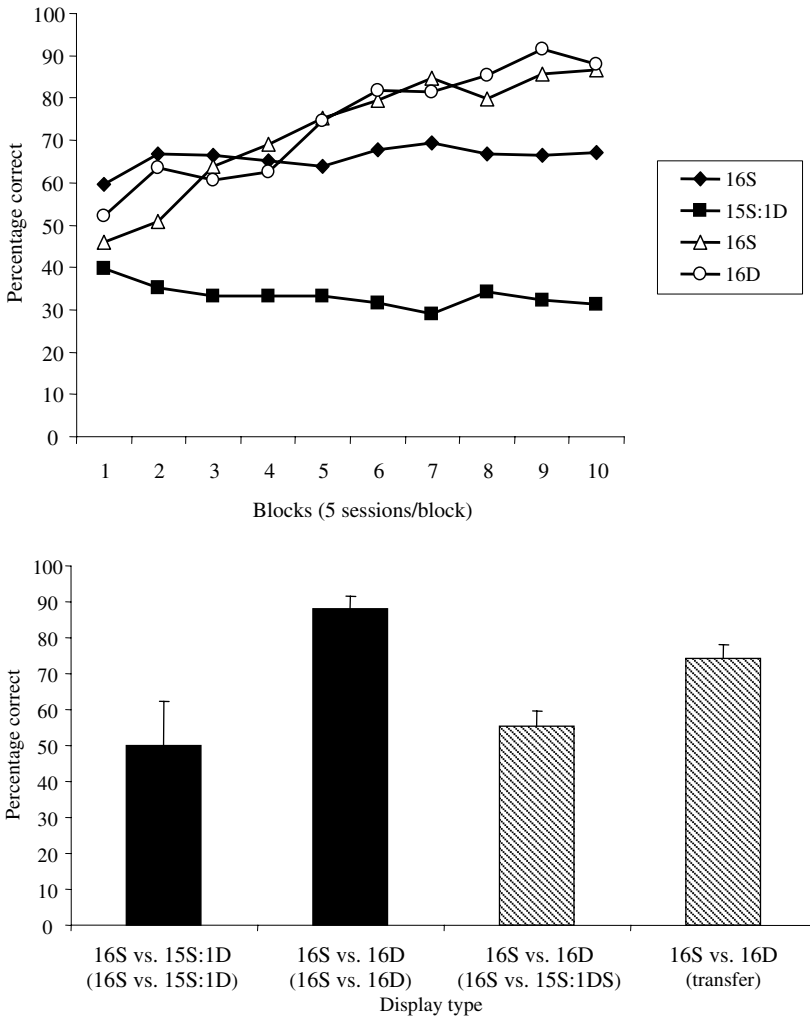 100
90
80
70
60
50
40
30
20
10
0
Percentage correct
1 2 3 4 5 6 7 8 9 10
Blocks (5 sessions/block)
16S
15S:1D
16S
16D
100
90
80
70
60
50
40
30
20
10
0
Percentage correct
16S vs. 15S:1D 16S vs. 16D 16S vs. 16D 16S vs. 16D
(16S vs. 15S:1D) (16S vs. 16D) (16S vs. 15S:1DS) (transfer)
Display type